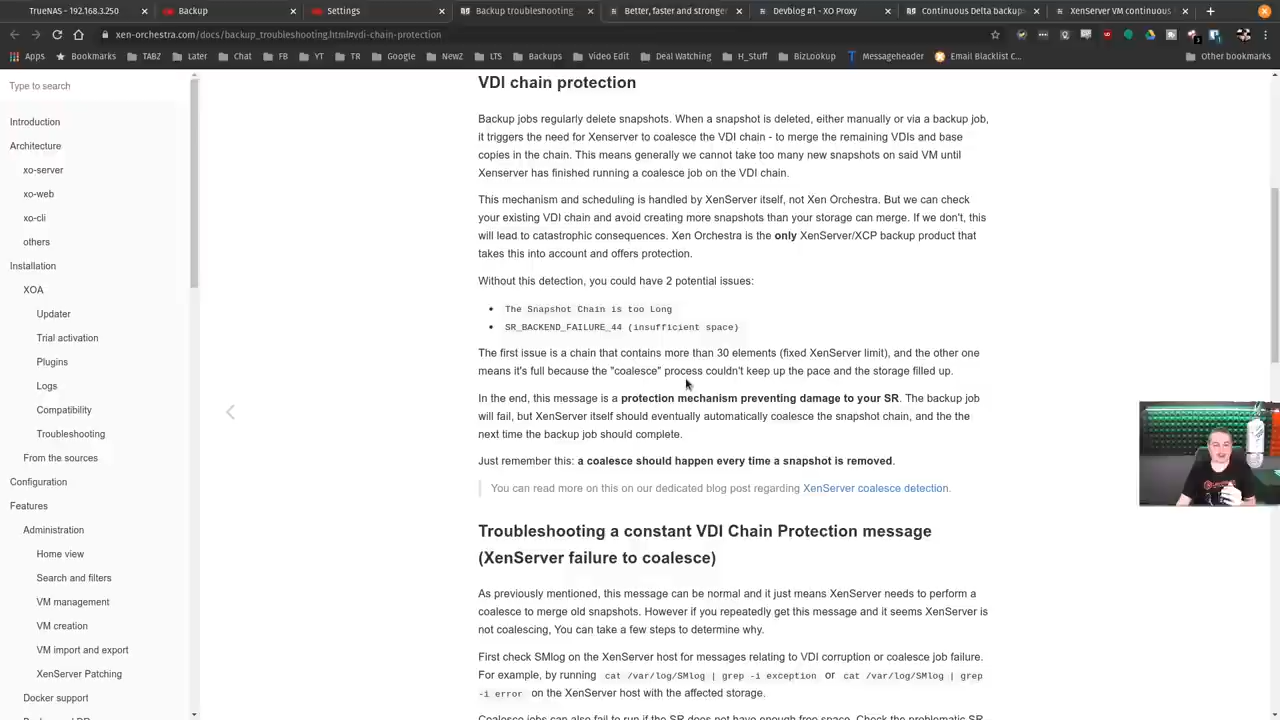 TrueNAS - 192.168.3.250
Backup
Settings
Backup troubleshooting
Better, faster and stronger
Devblog #1 - XO Proxy
Continuous Delta backups
XenServer VM continuous
xen-orchestra.com/docs/backup_troubleshooting.html#vdi-chain-protection
Apps
Bookmarks
TABZ
Later
Chat
FB
YT
TR
Google
NewZ
LTS
Backups
Video Edit
Deal Watching
H_Stuff
BizLookup
Messageheader
Email Blacklist C...
Other bookmarks
Type to search
Introduction
Architecture
xo-server
xo-web
xo-cli
others
Installation
XOA
Updater
Trial activation
Plugins
Logs
Compatibility
Troubleshooting
From the sources
Configuration
Features
Administration
Home view
Search and filters
VM management
VM creation
VM import and export
XenServer Patching
Docker support
VDI chain protection
Backup jobs regularly delete snapshots. When a snapshot is deleted, either manually or via a backup job,
it triggers the need for Xenserver to coalesce the VDI chain - to merge the remaining VDIs and base
copies in the chain. This means generally we cannot take too many new snapshots on said VM until
Xenserver has finished running a coalesce job on the VDI chain.
This mechanism and scheduling is handled by XenServer itself, not Xen Orchestra. But we can check
your existing VDI chain and avoid creating more snapshots than your storage can merge. If we don't, this
will lead to catastrophic consequences. Xen Orchestra is the only XenServer/XCP backup product that
takes this into account and offers protection.
Without this detection, you could have 2 potential issues:
• The Snapshot Chain is too Long
• SR_BACKEND_FAILURE_44 (insufficient space)
The first issue is a chain that contains more than 30 elements (fixed XenServer limit), and the other one
means it's full because the "coalesce" process couldn't keep up the pace and the storage filled up.
In the end, this message is a protection mechanism preventing damage to your SR. The backup job
will fail, but XenServer itself should eventually automatically coalesce the snapshot chain, and the the
next time the backup job should complete.
Just remember this: a coalesce should happen every time a snapshot is removed.
You can read more on this on our dedicated blog post regarding XenServer coalesce detection.
Troubleshooting a constant VDI Chain Protection message
(XenServer failure to coalesce)
As previously mentioned, this message can be normal and it just means XenServer needs to perform a
coalesce to merge old snapshots. However if you repeatedly get this message and it seems XenServer is
not coalescing, You can take a few steps to determine why.
First check SMlog on the XenServer host for messages relating to VDI corruption or coalesce job failure.
For example, by running cat /var/log/SMlog | grep -i exception or cat /var/log/SMlog | grep
-i error on the XenServer host with the affected storage.
Coalesce jobs can also fail to run if the SR does not have enough free space. Check the problematic SR